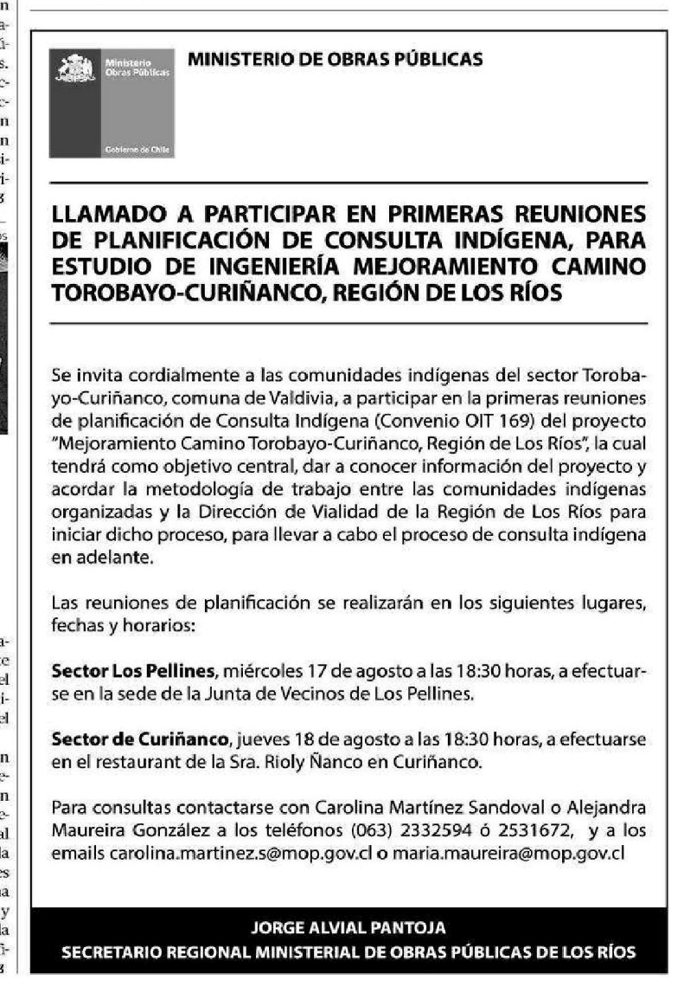 Ministerio
Obras Públicas
Gobierno de Chile
MINISTERIO DE OBRAS PÚBLICAS
LLAMADO A PARTICIPAR EN PRIMERAS REUNIONES
DE PLANIFICACIÓN DE CONSULTA INDÍGENA, PARA
ESTUDIO DE INGENIERÍA MEJORAMIENTO CAMINO
TOROBAYO-CURIÑANCO, REGIÓN DE LOS RÍOS
Se invita cordialmente a las comunidades indígenas del sector Toroba-
yo-Curiñanco, comuna de Valdivia, a participar en la primeras reuniones
de planificación de Consulta Indígena (Convenio OIT 169) del proyecto
“Mejoramiento Camino Torobayo-Curiñanco, Región de Los Ríos”, la cual
tendrá como objetivo central, dar a conocer información del proyecto y
acordar la metodología de trabajo entre las comunidades indígenas
organizadas y la Dirección de Vialidad de la Región de Los Ríos para
iniciar dicho proceso, para llevar a cabo el proceso de consulta indígena
en adelante.
Las reuniones de planificación se realizarán en los siguientes lugares,
fechas y horarios:
Sector Los Pellines, miércoles 17 de agosto a las 18:30 horas, a efectuar-
se en la sede de la Junta de Vecinos de Los Pellines.
Sector de Curiñanco, jueves 18 de agosto a las 18:30 horas, a efectuarse
en el restaurant de la Sra. Rioly Ñanco en Curiñanco.
Para consultas contactarse con Carolina Martínez Sandoval o Alejandra
Maureira González a los teléfonos (063) 2332594 ó 2531672, y a los
emails carolina.martinez.s@mop.gov.cl o maria.maureira@mop.gov.cl
JORGE ALVIAL PANTOJA
SECRETARIO REGIONAL MINISTERIAL DE OBRAS PÚBLICAS DE LOS RÍOS